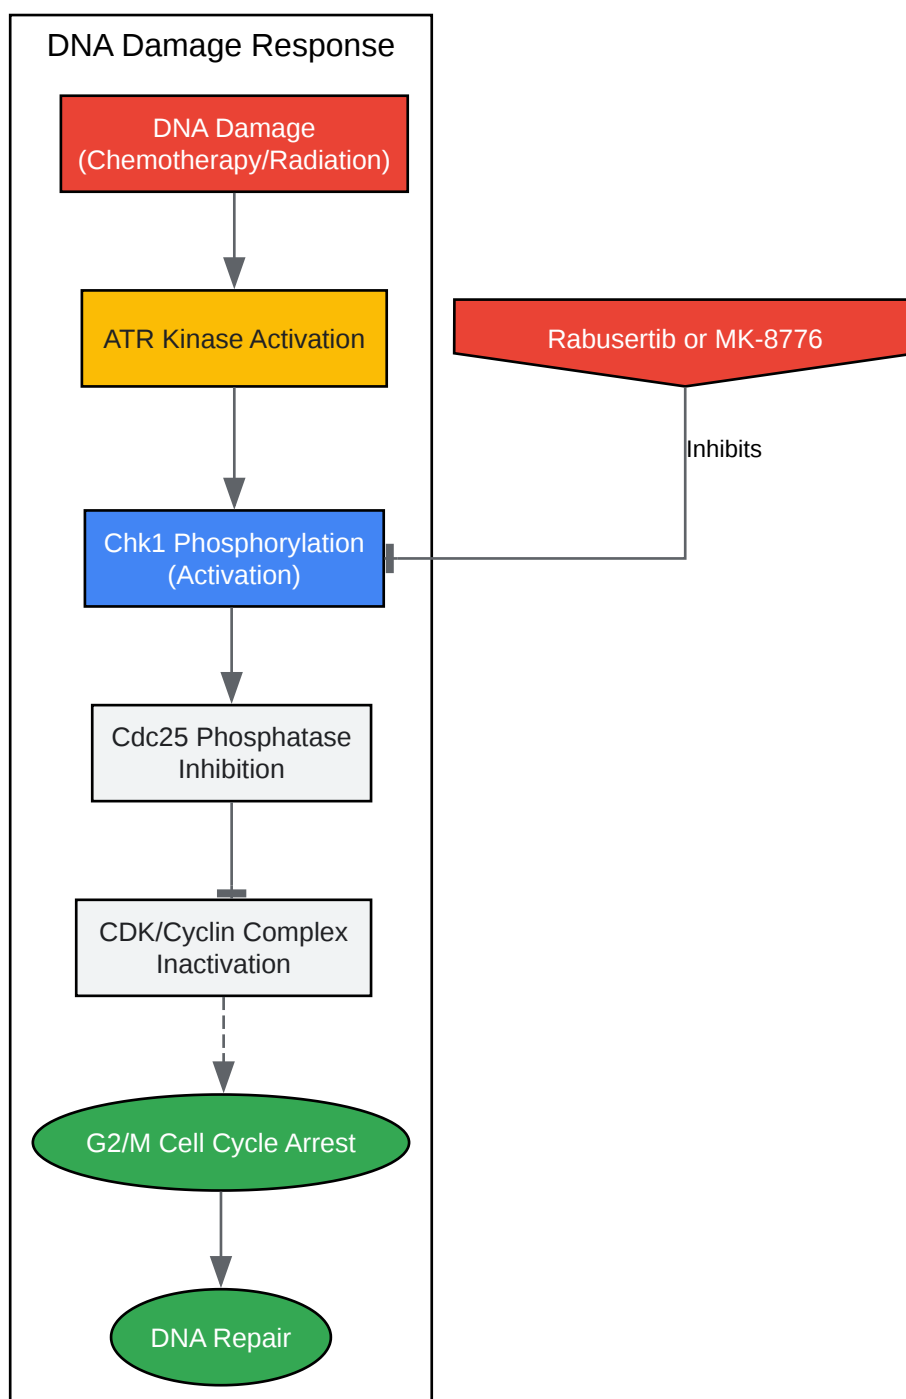 DNA Damage Response
DNA Damage
(Chemotherapy/Radiation)
ATR Kinase Activation
Rabusertib or MK-8776
Inhibits
Chk1 Phosphorylation
(Activation)
Cdc25 Phosphatase
Inhibition
CDK/Cyclin Complex
Inactivation
G2/M Cell Cycle Arrest
DNA Repair